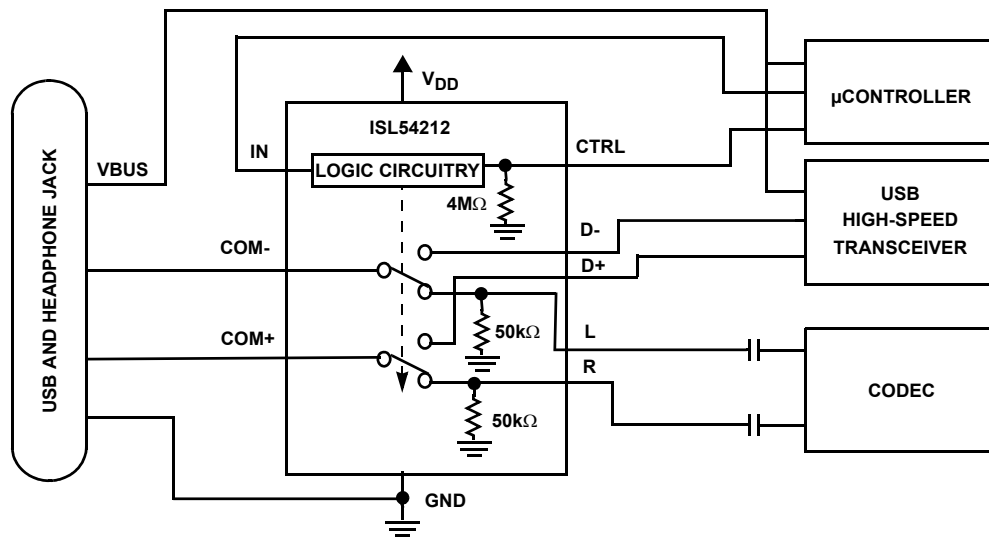 USB AND HEADPHONE JACK
VBUS
COM-
COM+
IN
VDD
ISL54212
LOGIC CIRCUITRY
4MΩ
50kΩ
50kΩ
GND
CTRL
D-
D+
L
R
µCONTROLLER
USB
HIGH-SPEED
TRANSCEIVER
CODEC